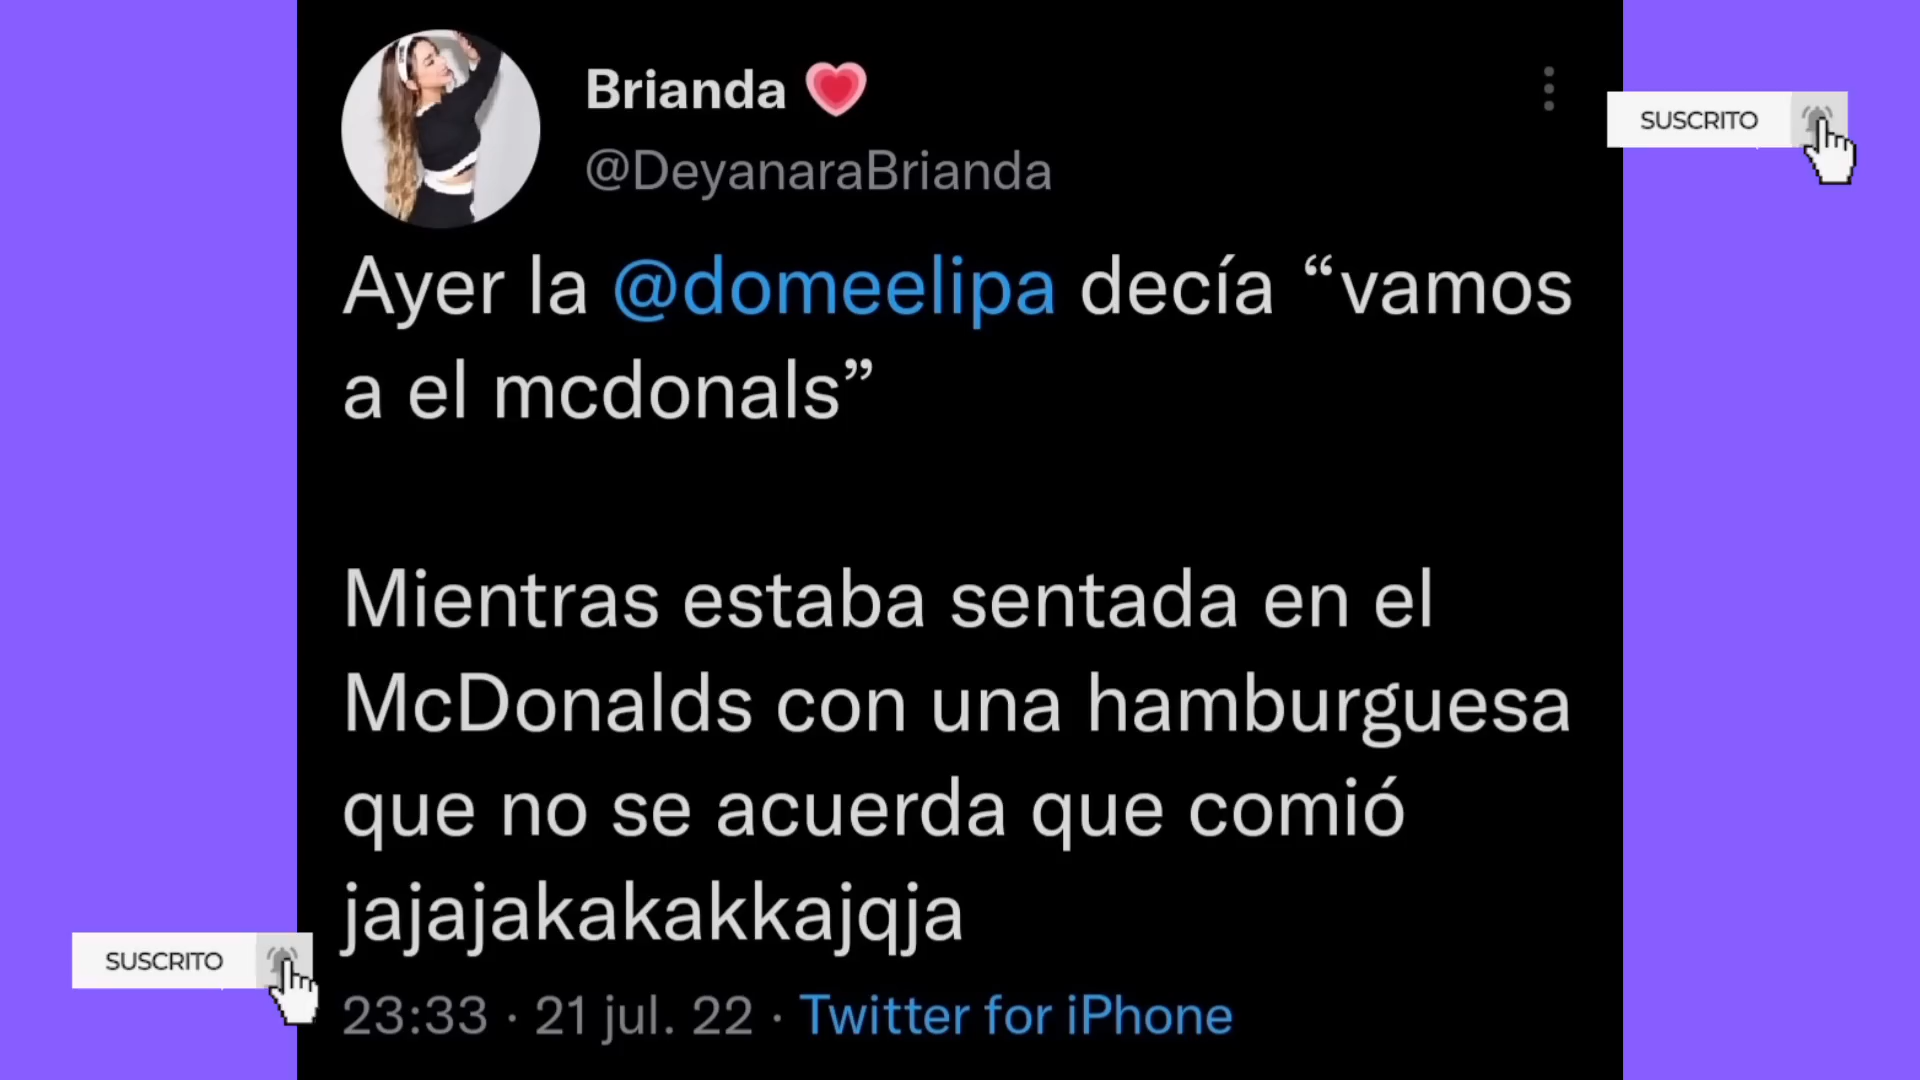 Brianda
@DeyanaraBrianda
SUSCRITO
Ayer la @domeelipa decía “vamos
a el mcdonals”
Mientras estaba sentada en el
McDonalds con una hamburguesa
que no se acuerda que comió
jajajakakakkajqja
SUSCRITO
23:33 · 21 jul. 22 · Twitter for iPhone